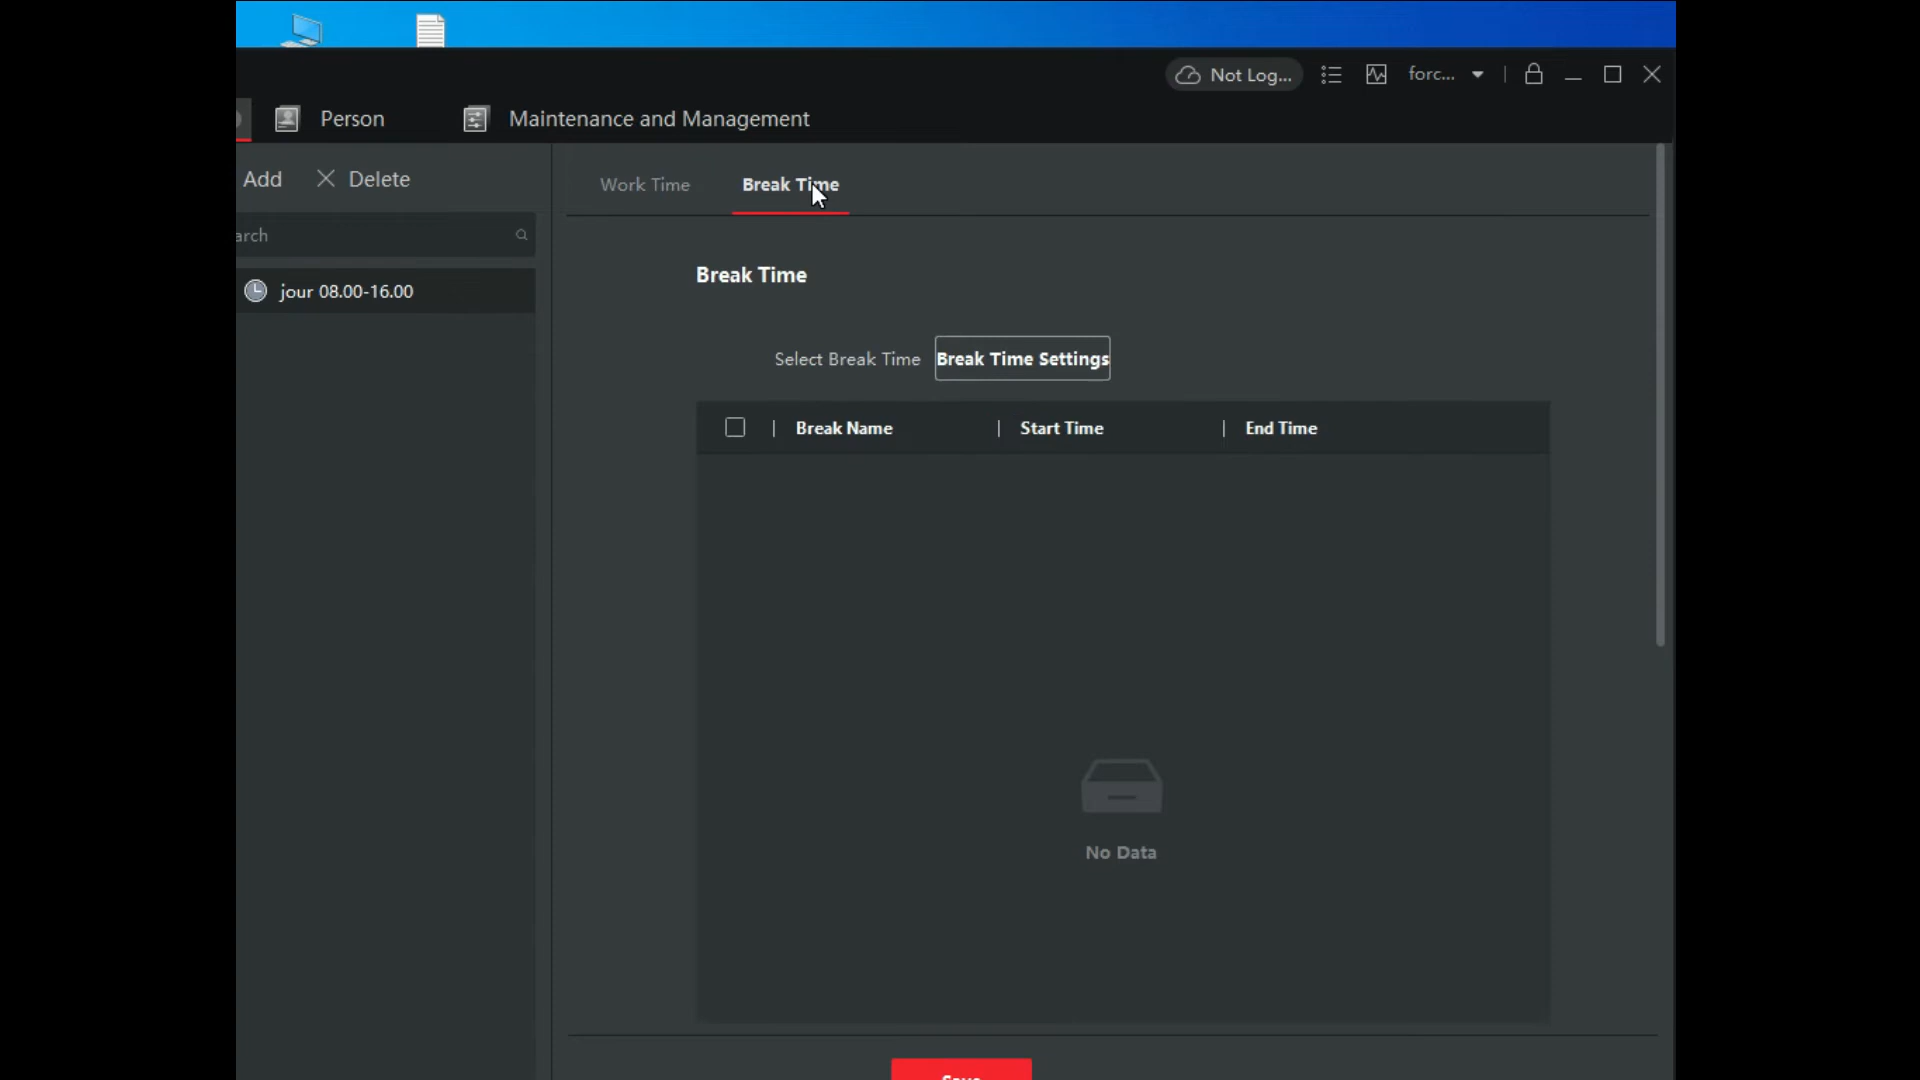 Not Log...
forc...
Person
Maintenance and Management
Add
Delete
Work Time
Break Time
arch
jour 08.00-16.00
Break Time
Select Break Time
Break Time Settings
Break Name
Start Time
End Time
No Data
Save